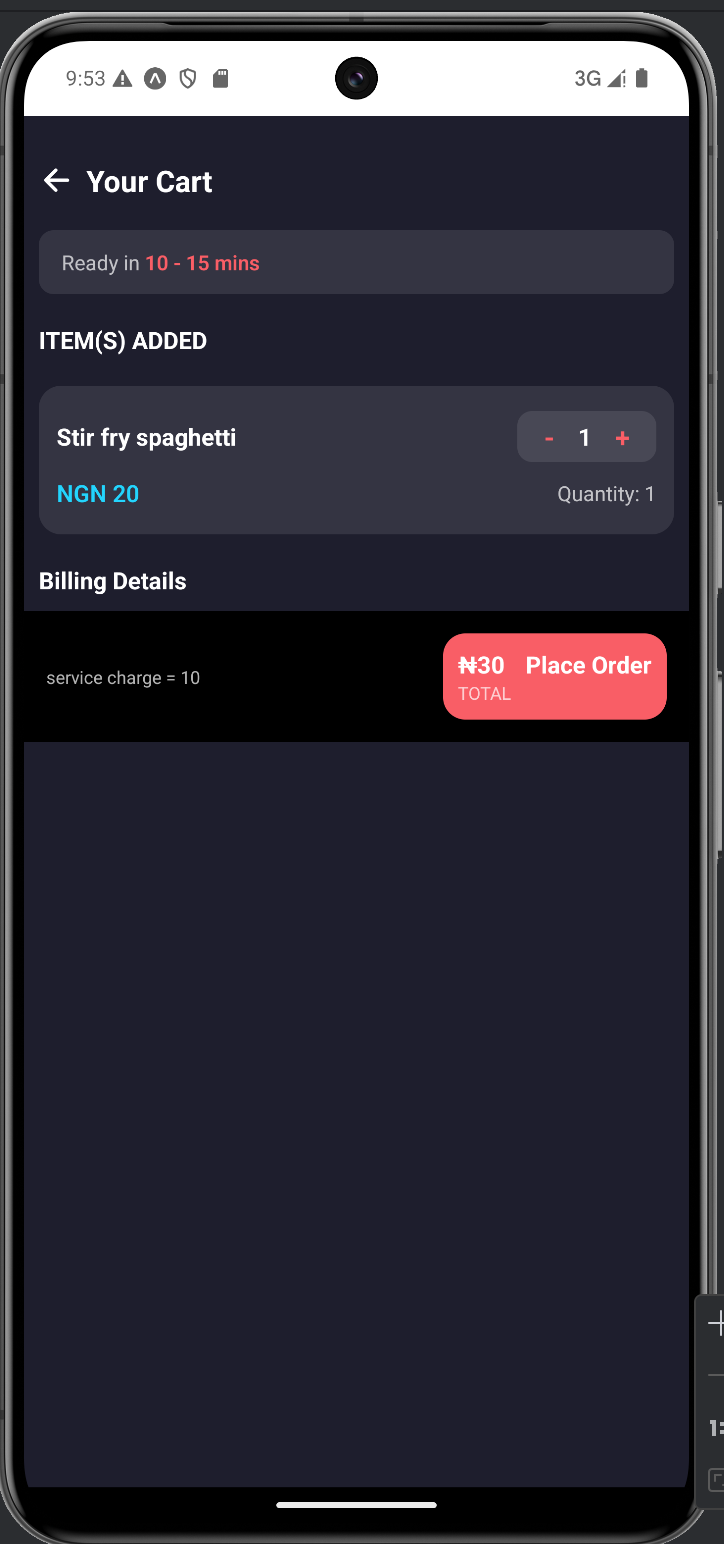 9:53
3G
Your Cart
Ready in 10 - 15 mins
ITEM(S) ADDED
Stir fry spaghetti
- 1 +
NGN 20
Quantity: 1
Billing Details
service charge = 10
₦30 Place Order
TOTAL